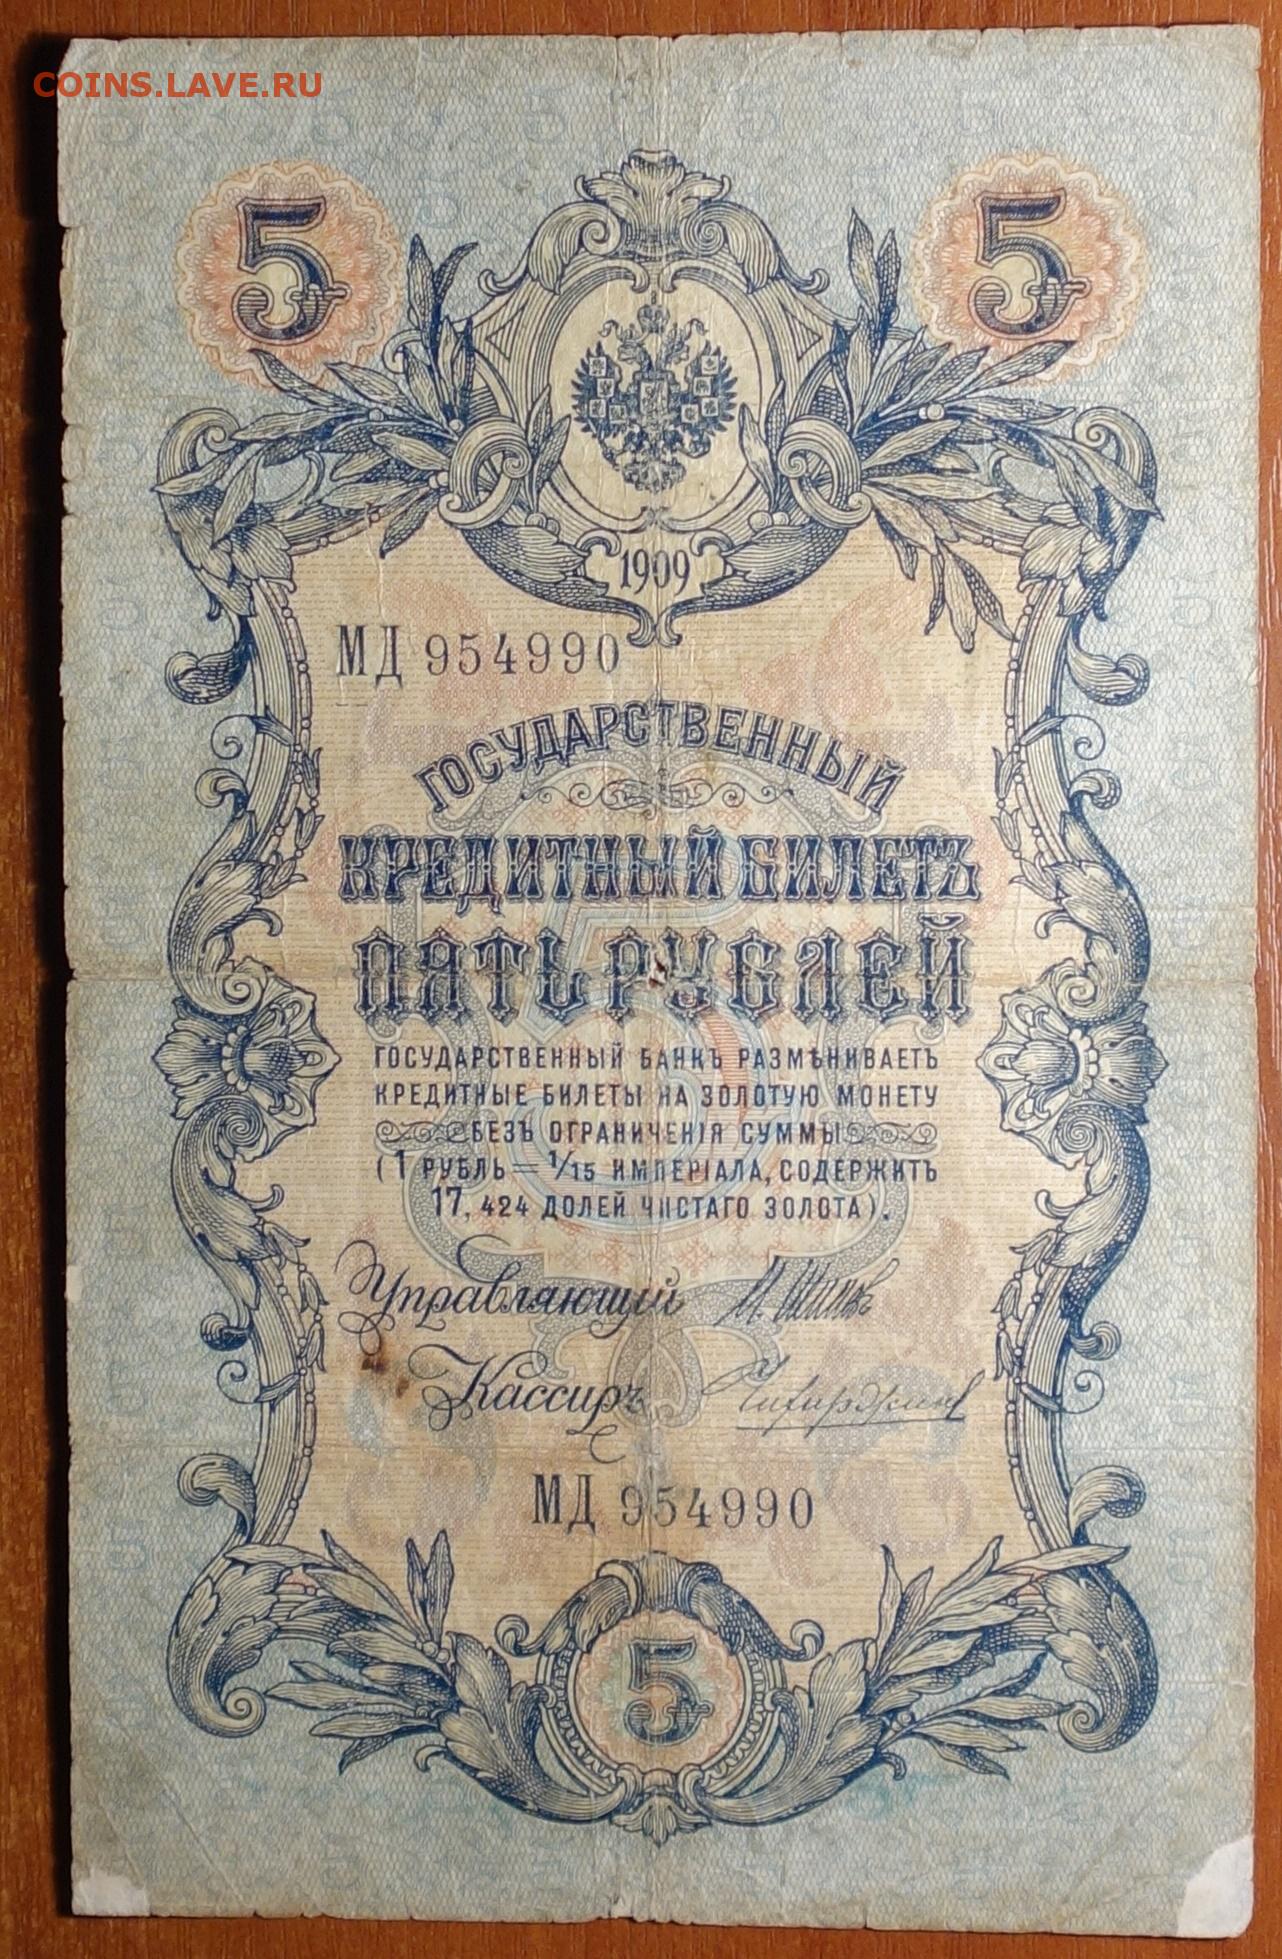 COINS.LAVE.RU
5 5
1909
МД 954990
ГОСУДАРСТВЕННЫЙ
КРЕДИТНЫЙ БИЛЕТЪ
ПЯТЬ РУБЛЕЙ
ГОСУДАРСТВЕННЫЙ БАНКЪ РАЗМѢНИВАЕТЪ
КРЕДИТНЫЕ БИЛЕТЫ НА ЗОЛОТУЮ МОНЕТУ
БЕЗЪ ОГРАНИЧЕНІЯ СУММЫ
(1 РУБЛЬ = 1/15 ИМПЕРІАЛА, СОДЕРЖИТЪ
17,424 ДОЛЕЙ ЧИСТАГО ЗОЛОТА).
Управляющій
Кассиръ
МД 954990
5